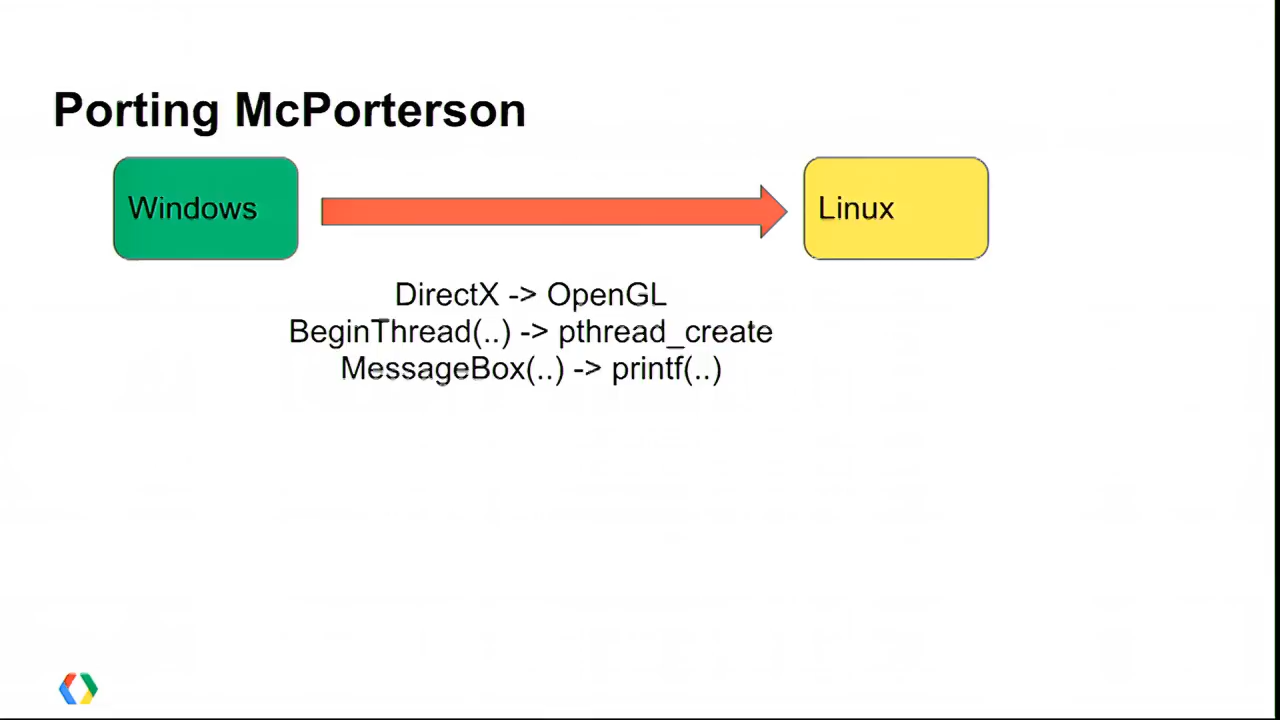 Porting McPorterson
Windows
Linux
DirectX -> OpenGL
BeginThread(..) -> pthread_create
MessageBox(..) -> printf(..)